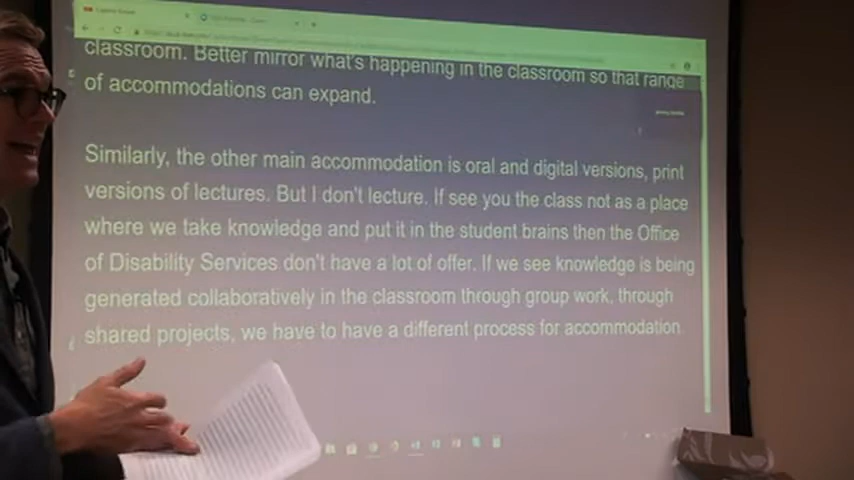 classroom. Better mirror what's happening in the classroom so that range
of accommodations can expand.
Similarly, the other main accommodation is oral and digital versions, print
versions of lectures. But I don't lecture. If see you the class not as a place
where we take knowledge and put it in the student brains then the Office
of Disability Services don't have a lot of offer. If we see knowledge is being
generated collaboratively in the classroom through group work, through
shared projects, we have to have a different process for accommodation.